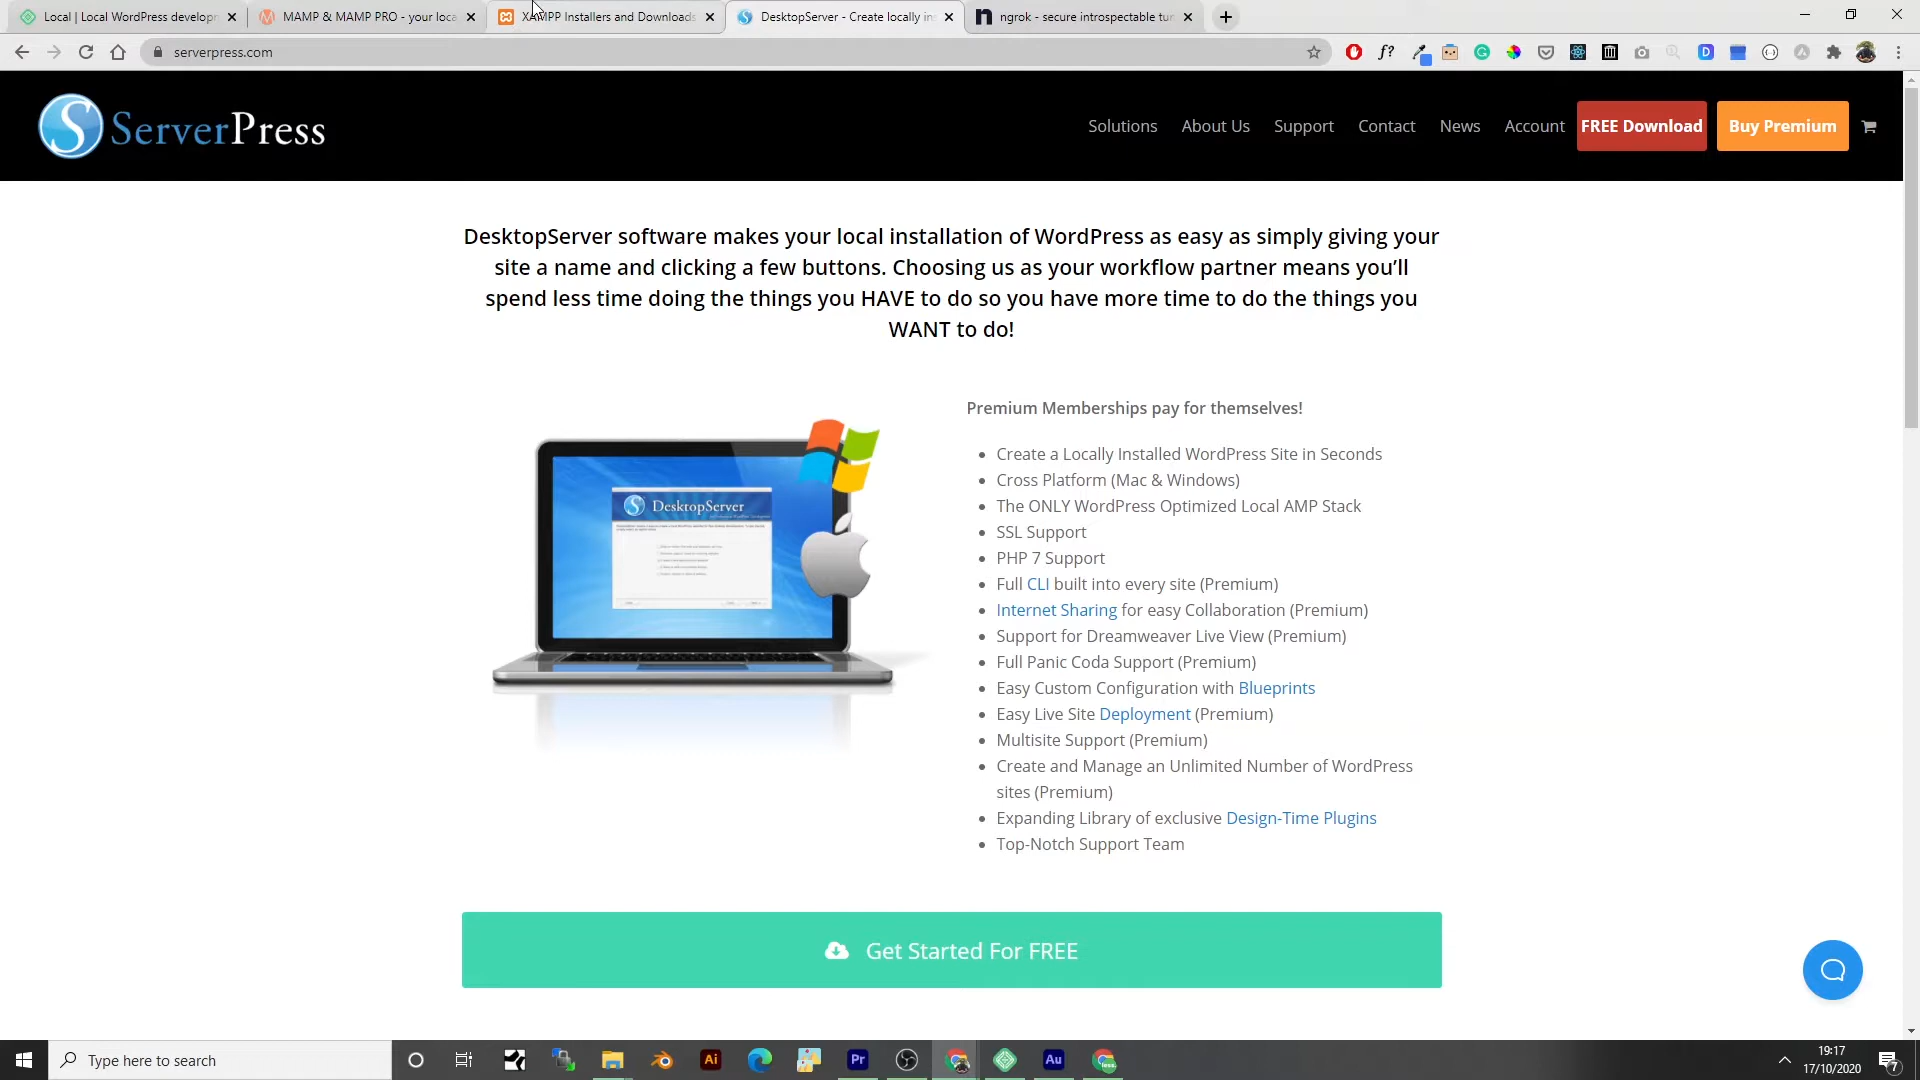 Local | Local WordPress develop
MAMP & MAMP PRO - your loca
XAMPP Installers and Downloads
DesktopServer - Create locally in
ngrok - secure introspectable tu
serverpress.com
ServerPress
Solutions
About Us
Support
Contact
News
Account
FREE Download
Buy Premium
DesktopServer software makes your local installation of WordPress as easy as simply giving your
site a name and clicking a few buttons. Choosing us as your workflow partner means you’ll
spend less time doing the things you HAVE to do so you have more time to do the things you
WANT to do!
DesktopServer
Premium Memberships pay for themselves!
Create a Locally Installed WordPress Site in Seconds
Cross Platform (Mac & Windows)
The ONLY WordPress Optimized Local AMP Stack
SSL Support
PHP 7 Support
Full CLI built into every site (Premium)
Internet Sharing for easy Collaboration (Premium)
Support for Dreamweaver Live View (Premium)
Full Panic Coda Support (Premium)
Easy Custom Configuration with Blueprints
Easy Live Site Deployment (Premium)
Multisite Support (Premium)
Create and Manage an Unlimited Number of WordPress
sites (Premium)
Expanding Library of exclusive Design-Time Plugins
Top-Notch Support Team
Get Started For FREE
Type here to search
Ai
Pr
Au
19:17
17/10/2020
7